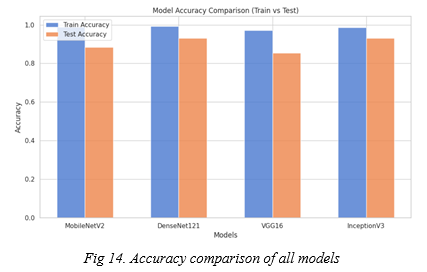 Model Accuracy Comparison (Train vs Test)
Train Accuracy
Test Accuracy
1.0
0.8
0.6
0.4
0.2
0.0
Accuracy
MobileNetV2 DenseNet121 VGG16 InceptionV3
Models
Fig 14. Accuracy comparison of all models